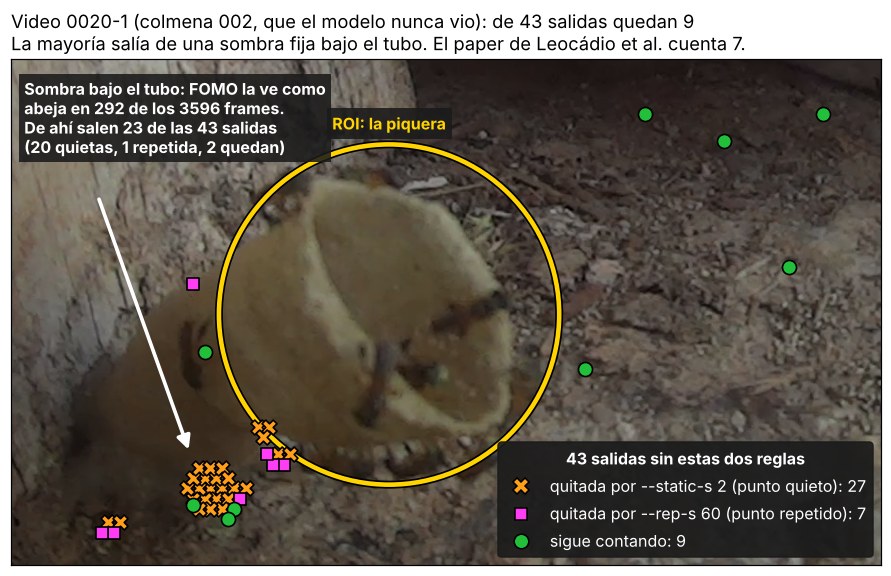 Video 0020-1 (colmena 002, que el modelo nunca vio): de 43 salidas quedan 9
La mayoría salía de una sombra fija bajo el tubo. El paper de Leocádio et al. cuenta 7.
Sombra bajo el tubo: FOMO la ve como
abeja en 292 de los 3596 frames.
De ahí salen 23 de las 43 salidas
(20 quietas, 1 repetida, 2 quedan)
ROI: la piquera
43 salidas sin estas dos reglas
quitada por --static-s 2 (punto quieto): 27
quitada por --rep-s 60 (punto repetido): 7
sigue contando: 9